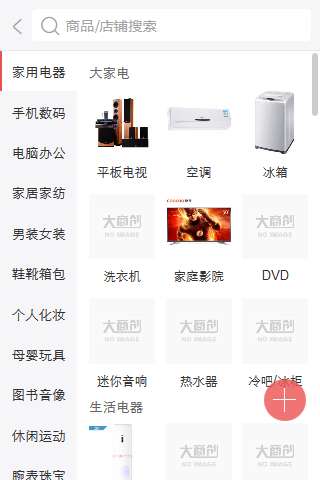 商品/店铺搜索
家用电器
手机数码
电脑办公
家居家纺
男装女装
鞋靴箱包
个人化妆
母婴玩具
图书音像
休闲运动
腕表珠宝
大家电
平板电视
空调
冰箱
大商创
NO IMAGE
大商创
NO IMAGE
洗衣机
家庭影院
DVD
大商创
NO IMAGE
大商创
NO IMAGE
大商创
NO IMAGE
迷你音响
热水器
冷吧/冰柜
生活电器
大商创
NO IMAGE
大商创
NO IMAGE